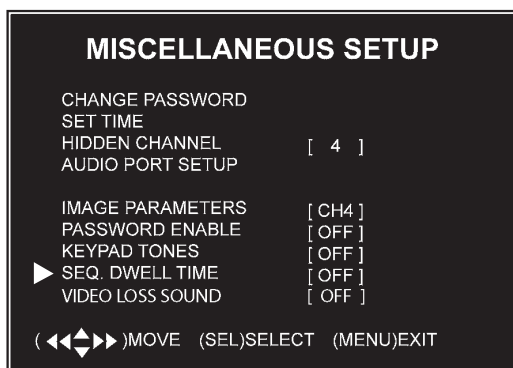 MISCELLANEOUS SETUP
CHANGE PASSWORD
SET TIME
HIDDEN CHANNEL [ 4 ]
AUDIO PORT SETUP
IMAGE PARAMETERS [ CH4 ]
PASSWORD ENABLE [ OFF ]
KEYPAD TONES [ OFF ]
SEQ. DWELL TIME [ OFF ]
VIDEO LOSS SOUND [ OFF ]
( )MOVE (SEL)SELECT (MENU)EXIT